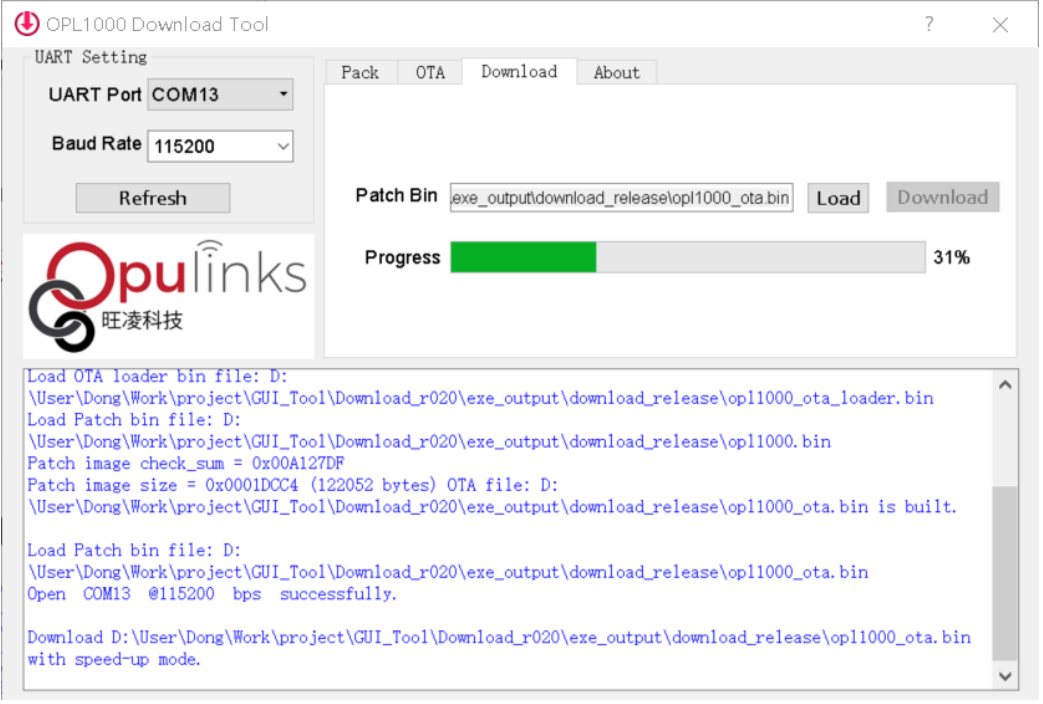 OPL1000 Download Tool
?
UART Setting
UART Port COM13
Baud Rate 115200
Refresh
Opulinks
旺凌科技
Pack OTA Download About
Patch Bin .exe_output\download_release\opl1000_ota.bin Load Download
Progress 31%
Load OTA loader bin file: D:
\User\Dong\Work\project\GUI_Tool\Download_r020\exe_output\download_release\opl1000_ota_loader.bin
Load Patch bin file: D:
\User\Dong\Work\project\GUI_Tool\Download_r020\exe_output\download_release\opl1000.bin
Patch image check_sum = 0x00A127DF
Patch image size = 0x0001DCC4 (122052 bytes) OTA file: D:
\User\Dong\Work\project\GUI_Tool\Download_r020\exe_output\download_release\opl1000_ota.bin is built.
Load Patch bin file: D:
\User\Dong\Work\project\GUI_Tool\Download_r020\exe_output\download_release\opl1000_ota.bin
Open COM13 @115200 bps successfully.
Download D:\User\Dong\Work\project\GUI_Tool\Download_r020\exe_output\download_release\opl1000_ota.bin
with speed-up mode.